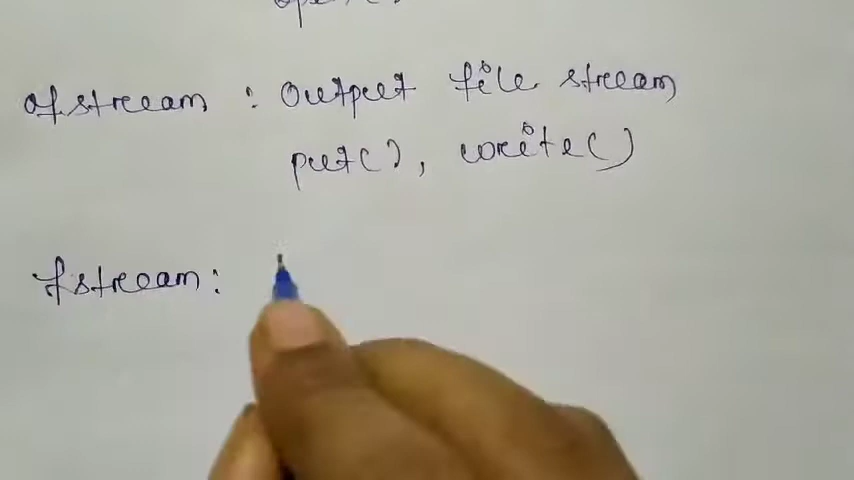 ofstream : Output file stream
put(), write()
fstream: